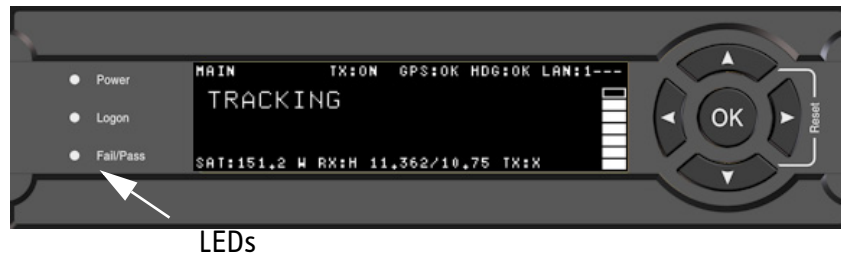 MAIN TX:ON GPS:OK HDG:OK LAN:1---
TRACKING
SAT:151.2 W RX:H 11.362/10.75 TX:X
Power
Logon
Fail/Pass
OK
Reset
LEDs